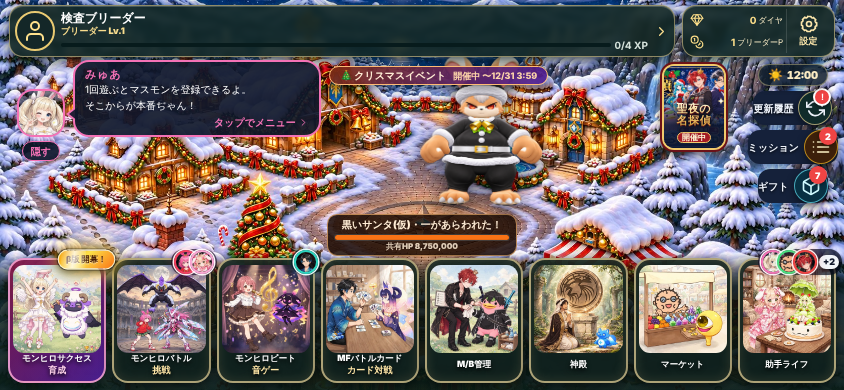 検査ブリーダー
ブリーダー Lv.1
0/4 XP
0 ダイヤ
1 ブリーダーP
設定
みゅあ
1回遊ぶとマスモンを登録できるよ。
そこからが本番ぢゃん!
タップでメニュー
隠す
🎄クリスマスイベント 開催中 〜12/31 3:59
聖夜の
名探偵
開催中
12:00
更新履歴
!
ミッション
2
ギフト
7
黒いサンタ(仮)・一があらわれた!
共有HP 8,750,000
開幕!
+2
モンヒロサクセス
育成
モンヒロバトル
挑戦
モンヒロビート
音ゲー
MFバトルカード
カード対戦
M/B管理
神殿
マーケット
助手ライフ